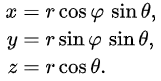 x = r cos φ sin θ,
y = r sin φ sin θ,
z = r cos θ.